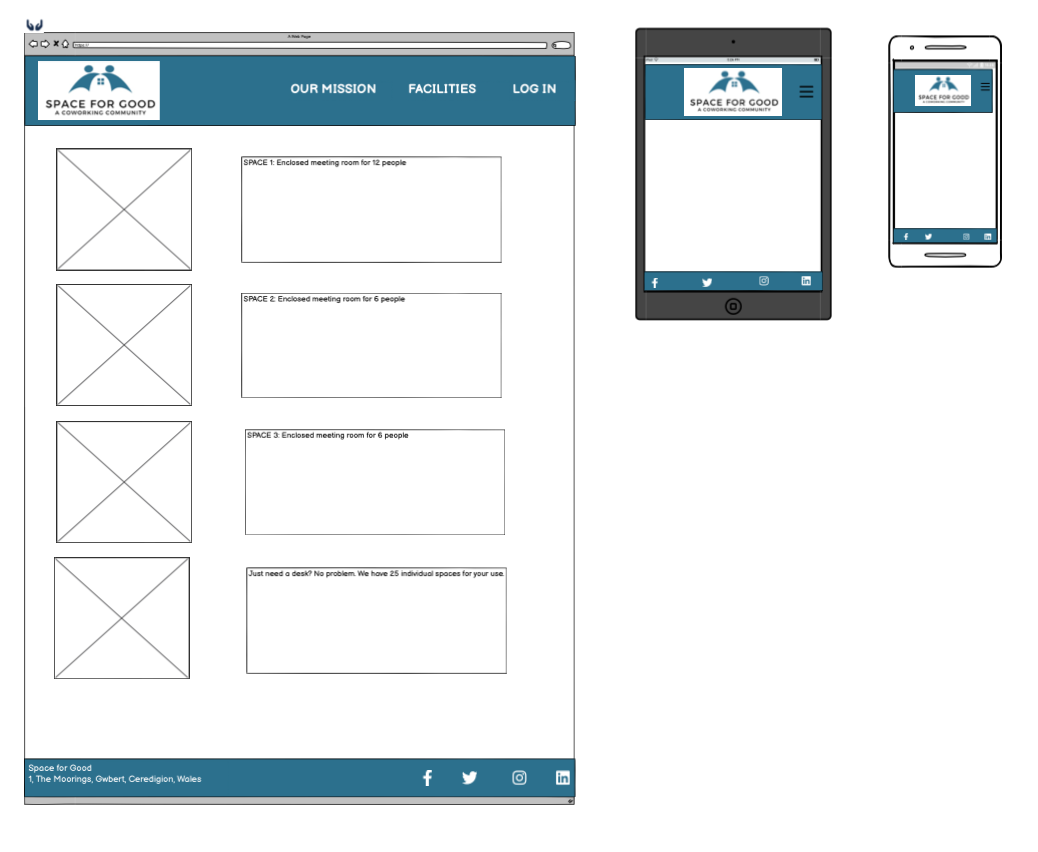 A Web Page
https://
SPACE FOR GOOD
A COWORKING COMMUNITY
OUR MISSION
FACILITIES
LOG IN
SPACE 1: Enclosed meeting room for 12 people
SPACE 2: Enclosed meeting room for 6 people
SPACE 3: Enclosed meeting room for 6 people
Just need a desk? No problem. We have 25 individual spaces for your use.
Space for Good
1, The Moorings, Gwbert, Ceredigion, Wales
SPACE FOR GOOD
A COWORKING COMMUNITY
SPACE FOR GOOD
A COWORKING COMMUNITY